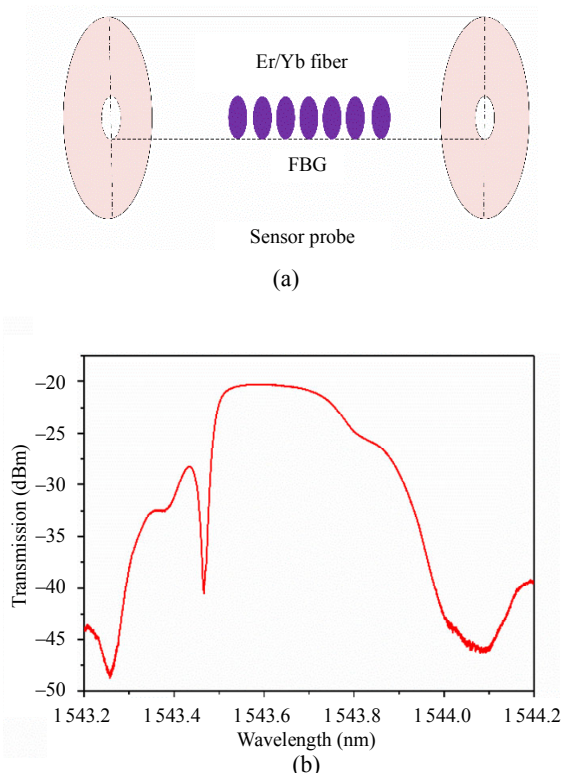 Er/Yb fiber
FBG
Sensor probe
(a)
–20
–25
–30
–35
–40
–45
–50
Transmission (dBm)
1 543.2 1 543.4 1 543.6 1 543.8 1 544.0 1 544.2
Wavelength (nm)
(b)